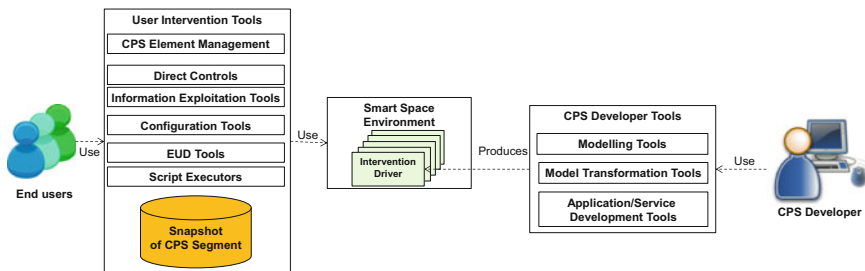 User Intervention Tools
CPS Element Management
Direct Controls
Information Exploitation Tools
Configuration Tools
EUD Tools
Script Executors
Snapshot
of CPS Segment
Use
End users
Use
Smart Space
Environment
Intervention
Driver
Produces
CPS Developer Tools
Modelling Tools
Model Transformation Tools
Application/Service
Development Tools
Use
CPS Developer